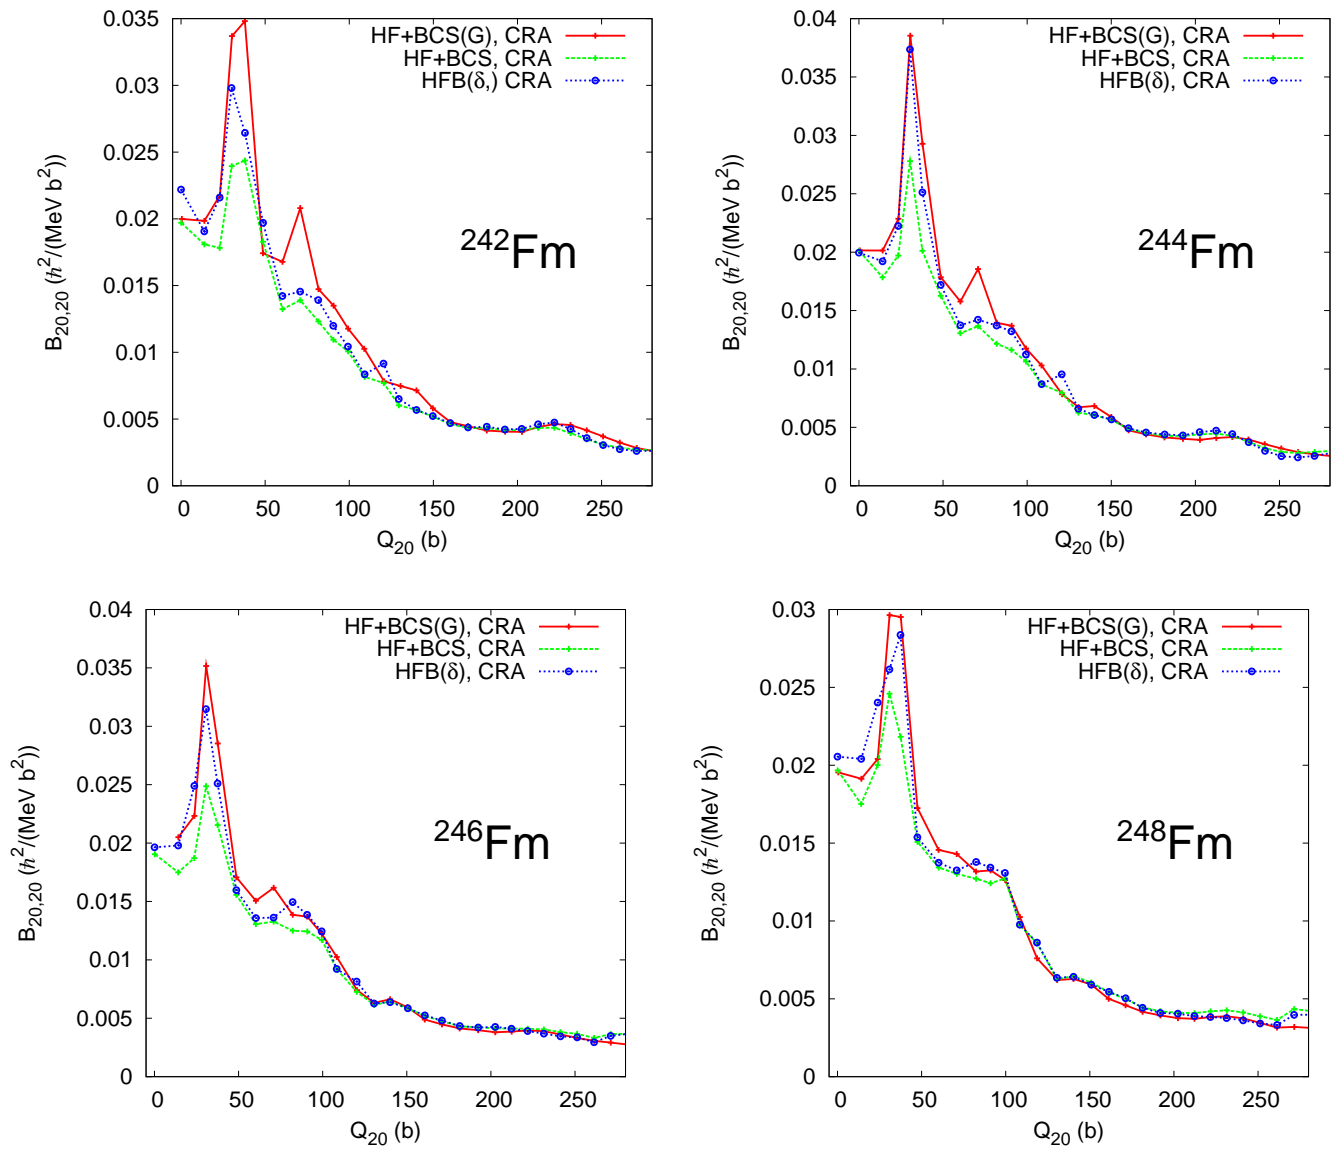 HF+BCS(G), CRA
HF+BCS, CRA
HFB(δ,) CRA
²⁴²Fm
B₂₀,₂₀ (ℏ²/(MeV b²))
0.035
0.03
0.025
0.02
0.015
0.01
0.005
0
0 50 100 150 200 250
Q₂₀ (b)
HF+BCS(G), CRA
HF+BCS, CRA
HFB(δ), CRA
²⁴⁴Fm
B₂₀,₂₀ (ℏ²/(MeV b²))
0.04
0.035
0.03
0.025
0.02
0.015
0.01
0.005
0
0 50 100 150 200 250
Q₂₀ (b)
HF+BCS(G), CRA
HF+BCS, CRA
HFB(δ), CRA
²⁴⁶Fm
B₂₀,₂₀ (ℏ²/(MeV b²))
0.04
0.035
0.03
0.025
0.02
0.015
0.01
0.005
0
0 50 100 150 200 250
Q₂₀ (b)
HF+BCS(G), CRA
HF+BCS, CRA
HFB(δ), CRA
²⁴⁸Fm
B₂₀,₂₀ (ℏ²/(MeV b²))
0.03
0.025
0.02
0.015
0.01
0.005
0
0 50 100 150 200 250
Q₂₀ (b)